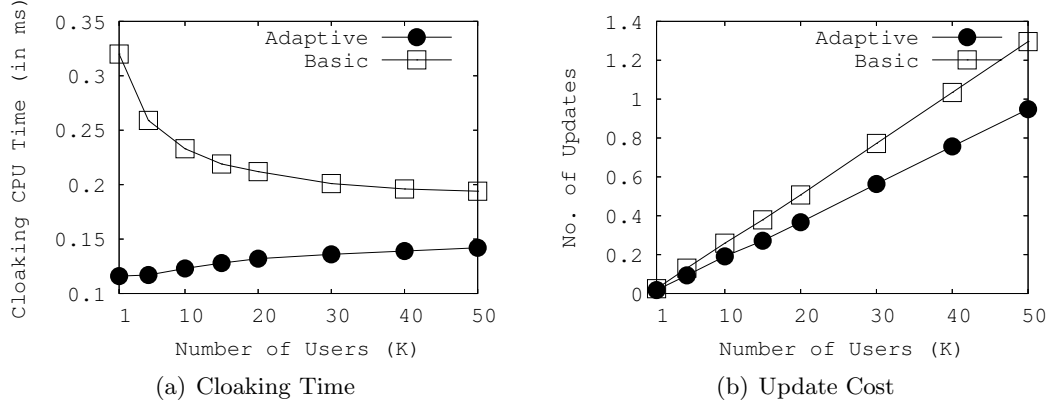 0.35
0.3
0.25
0.2
0.15
0.1
Cloaking CPU Time (in ms)
Adaptive
Basic
1 10 20 30 40 50
Number of Users (K)
(a) Cloaking Time
1.4
1.2
1
0.8
0.6
0.4
0.2
0
No. of Updates
Adaptive
Basic
1 10 20 30 40 50
Number of Users (K)
(b) Update Cost